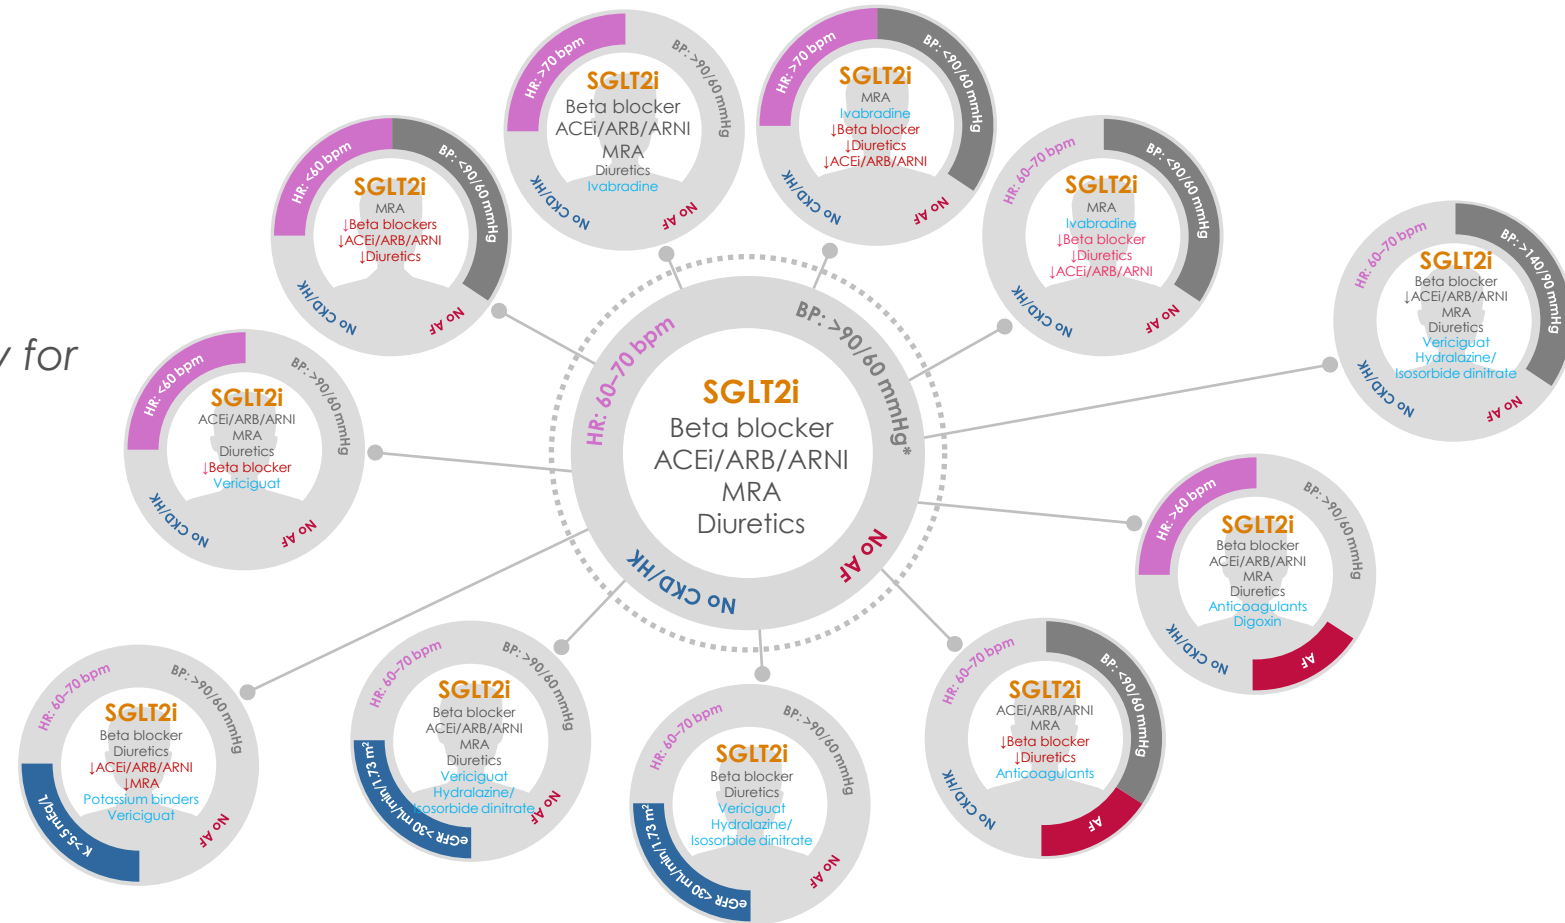 y for
HR: 60–70 bpm
BP: >90/60 mmHg*
SGLT2i
Beta blocker
ACEi/ARB/ARNI
MRA
Diuretics
No CKD/HK
No AF
HR: >70 bpm
BP: >90/60 mmHg
SGLT2i
Beta blocker
ACEi/ARB/ARNI
MRA
Diuretics
Ivabradine
No CKD/HK
No AF
HR: >70 bpm
BP: <90/60 mmHg
SGLT2i
MRA
Ivabradine
↓Beta blocker
↓Diuretics
↓ACEi/ARB/ARNI
No CKD/HK
No AF
HR: 60–70 bpm
BP: <90/60 mmHg
SGLT2i
MRA
Ivabradine
↓Beta blocker
↓Diuretics
↓ACEi/ARB/ARNI
No CKD/HK
No AF
HR: 60–70 bpm
BP: >140/90 mmHg
SGLT2i
Beta blocker
↓ACEi/ARB/ARNI
MRA
Diuretics
Vericiguat
Hydralazine/
Isosorbide dinitrate
No CKD/HK
No AF
HR: >60 bpm
BP: >90/60 mmHg
SGLT2i
Beta blocker
ACEi/ARB/ARNI
MRA
Diuretics
Anticoagulants
Digoxin
No CKD/HK
AF
HR: 60–70 bpm
BP: <90/60 mmHg
SGLT2i
ACEi/ARB/ARNI
MRA
↓Beta blocker
↓Diuretics
Anticoagulants
No CKD/HK
AF
HR: 60–70 bpm
BP: >90/60 mmHg
SGLT2i
Beta blocker
Diuretics
Vericiguat
Hydralazine/
Isosorbide dinitrate
eGFR <30 mL/min/1.73 m²
No AF
HR: 60–70 bpm
BP: >90/60 mmHg
SGLT2i
Beta blocker
ACEi/ARB/ARNI
MRA
Diuretics
Vericiguat
Hydralazine/
Isosorbide dinitrate
eGFR >30 mL/min/1.73 m²
No AF
HR: 60–70 bpm
BP: >90/60 mmHg
SGLT2i
Beta blocker
Diuretics
↓ACEi/ARB/ARNI
↓MRA
Potassium binders
Vericiguat
K >5.5 mEq/L
No AF
HR: <60 bpm
BP: >90/60 mmHg
SGLT2i
ACEi/ARB/ARNI
MRA
Diuretics
↓Beta blocker
Vericiguat
No CKD/HK
No AF
HR: <60 bpm
BP: <90/60 mmHg
SGLT2i
MRA
↓Beta blockers
↓ACEi/ARB/ARNI
↓Diuretics
No CKD/HK
No AF